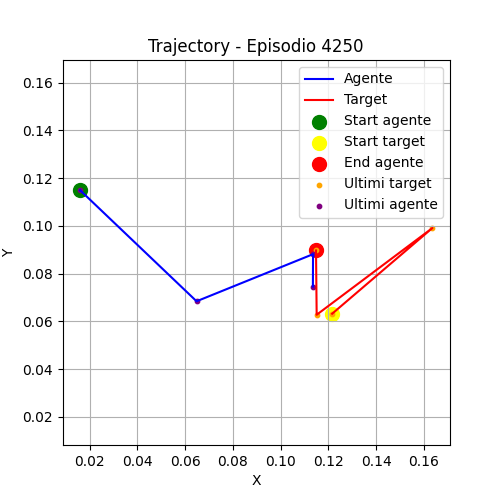 Trajectory - Episodio 4250
Agente
Target
Start agente
Start target
End agente
Ultimi target
Ultimi agente
Y
0.16
0.14
0.12
0.10
0.08
0.06
0.04
0.02
0.02 0.04 0.06 0.08 0.10 0.12 0.14 0.16
X